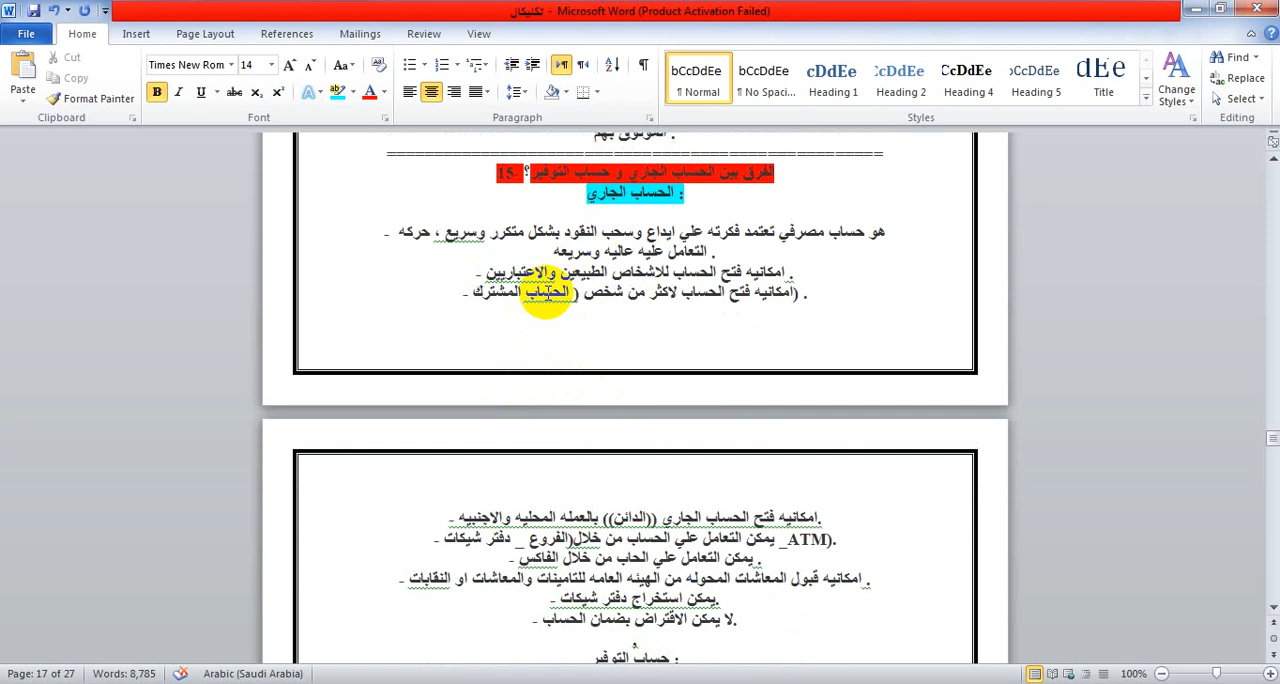 تكنيكال - Microsoft Word (Product Activation Failed)
File Home Insert Page Layout References Mailings Review View
Paste
Cut
Copy
Format Painter
Clipboard
Times New Rom 14
Font
Paragraph
bCcDdEe bCcDdEe cDdEe CcDdEe CcDdEe cCcDdEe dEe
¶ Normal ¶ No Spaci... Heading 1 Heading 2 Heading 4 Heading 5 Title
Change Styles
Styles
Find
Replace
Select
Editing
الموثوق بهم .
=====================================================
15- الفرق بين الحساب الجاري و حساب التوفير؟
الحساب الجاري :
هو حساب مصرفي تعتمد فكرته علي ايداع وسحب النقود بشكل متكرر وسريع ، حركه -
التعامل عليه عاليه وسريعه .
امكانيه فتح الحساب للاشخاص الطبيعين والاعتباريين - .
امكانيه فتح الحساب لاكثر من شخص ( الحساب المشترك - ) .
امكانيه فتح الحساب الجاري ((الدائن)) بالعمله المحليه والاجنبيه - .
يمكن التعامل علي الحساب من خلال(الفروع _ دفتر شيكات - _ATM).
يمكن التعامل علي الحاب من خلال الفاكس - .
امكانيه قبول المعاشات المحوله من الهيئه العامه للتامينات والمعاشات او النقابات - .
يمكن استخراج دفتر شيكات - .
لا يمكن الاقتراض بضمان الحساب - .
و
حساب التوفير :
Page: 17 of 27 Words: 8,785 Arabic (Saudi Arabia) 100%